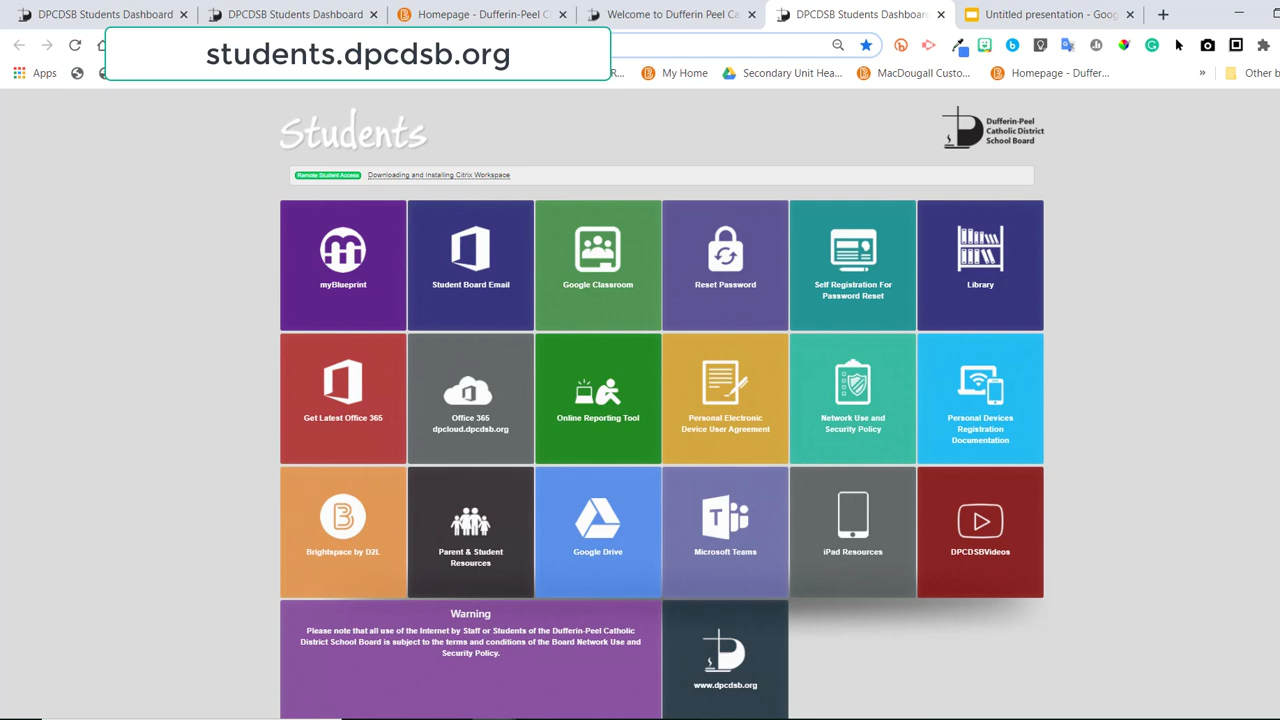 DPCDSB Students Dashboard
DPCDSB Students Dashboard
Homepage - Dufferin-Peel C
Welcome to Dufferin Peel Ca
DPCDSB Students Dashboard
Untitled presentation - Goog
students.dpcdsb.org
Apps
R...
My Home
Secondary Unit Hea...
MacDougall Custom...
Homepage - Duffer...
»
Other b
Students
Dufferin-Peel
Catholic District
School Board
Remote Student Access
Downloading and Installing Citrix Workspace
myBlueprint
Student Board Email
Google Classroom
Reset Password
Self Registration For
Password Reset
Library
Get Latest Office 365
Office 365
dpcloud.dpcdsb.org
Online Reporting Tool
Personal Electronic
Device User Agreement
Network Use and
Security Policy
Personal Devices
Registration
Documentation
Brightspace by D2L
Parent & Student
Resources
Google Drive
Microsoft Teams
iPad Resources
DPCDSBVideos
Warning
Please note that all use of the Internet by Staff or Students of the Dufferin-Peel Catholic
District School Board is subject to the terms and conditions of the Board Network Use and
Security Policy.
www.dpcdsb.org